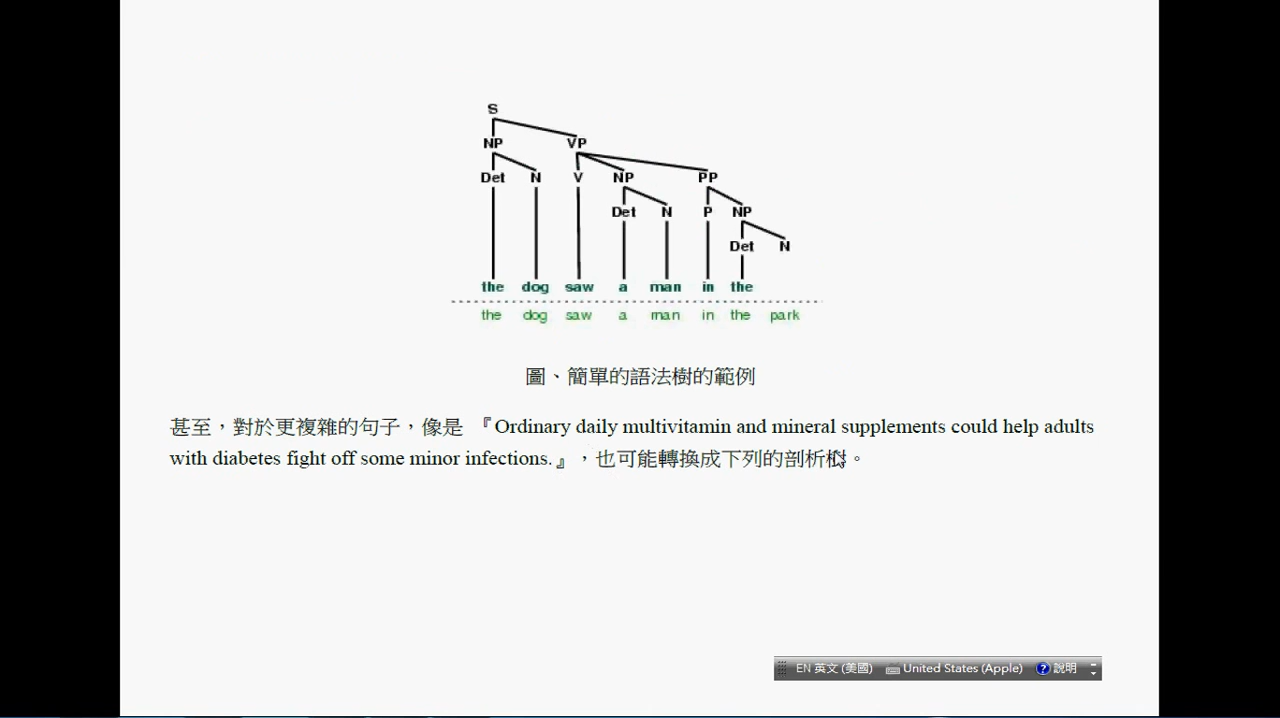 S
NP VP
Det N V NP PP
Det N P NP
Det N
the dog saw a man in the
the dog saw a man in the park
圖、簡單的語法樹的範例
甚至，對於更複雜的句子，像是 『Ordinary daily multivitamin and mineral supplements could help adults
with diabetes fight off some minor infections.』，也可能轉換成下列的剖析樹。
EN 英文 (美國) United States (Apple) ? 說明